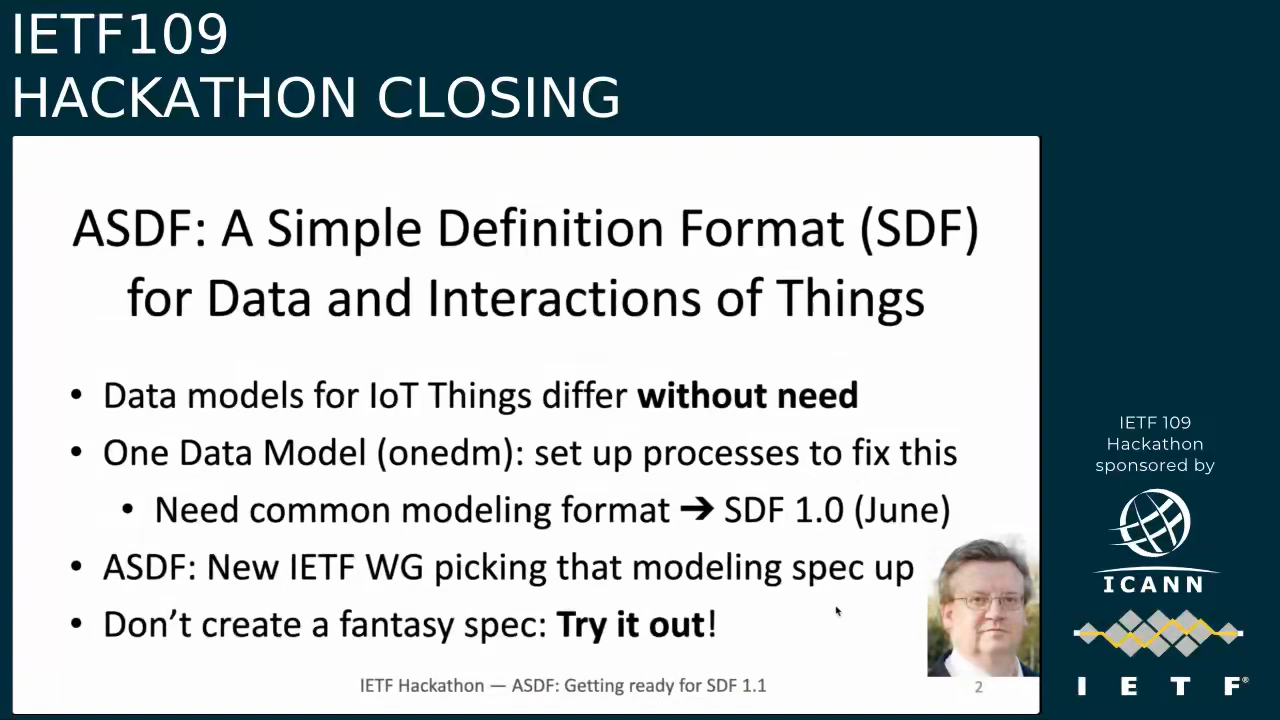 IETF109
HACKATHON CLOSING
ASDF: A Simple Definition Format (SDF)
for Data and Interactions of Things
• Data models for IoT Things differ without need
• One Data Model (onedm): set up processes to fix this
• Need common modeling format ➔ SDF 1.0 (June)
• ASDF: New IETF WG picking that modeling spec up
• Don’t create a fantasy spec: Try it out!
IETF Hackathon — ASDF: Getting ready for SDF 1.1
2
IETF 109
Hackathon
sponsored by
ICANN
I E T F®